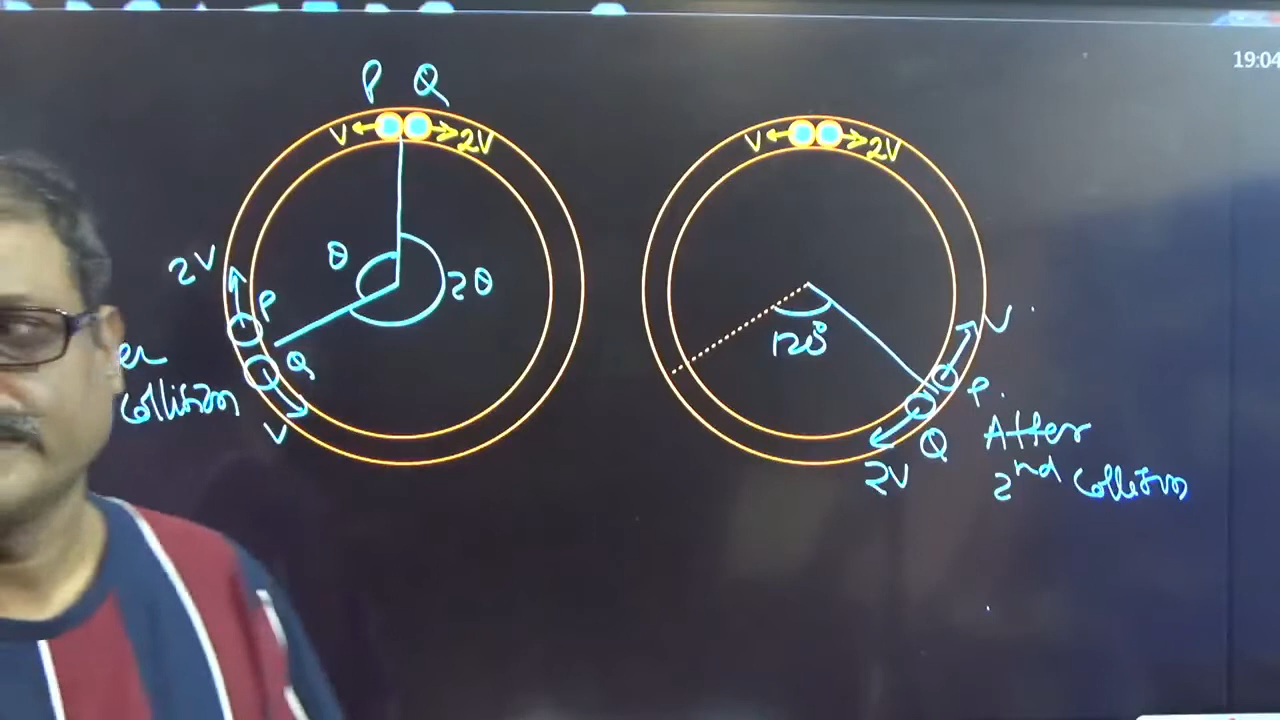 19:04
P Q
V 2V
θ 2θ
2V
P
Q
er
collision
V
V 2V
120°
V
P
Q
2V
After
2nd collision